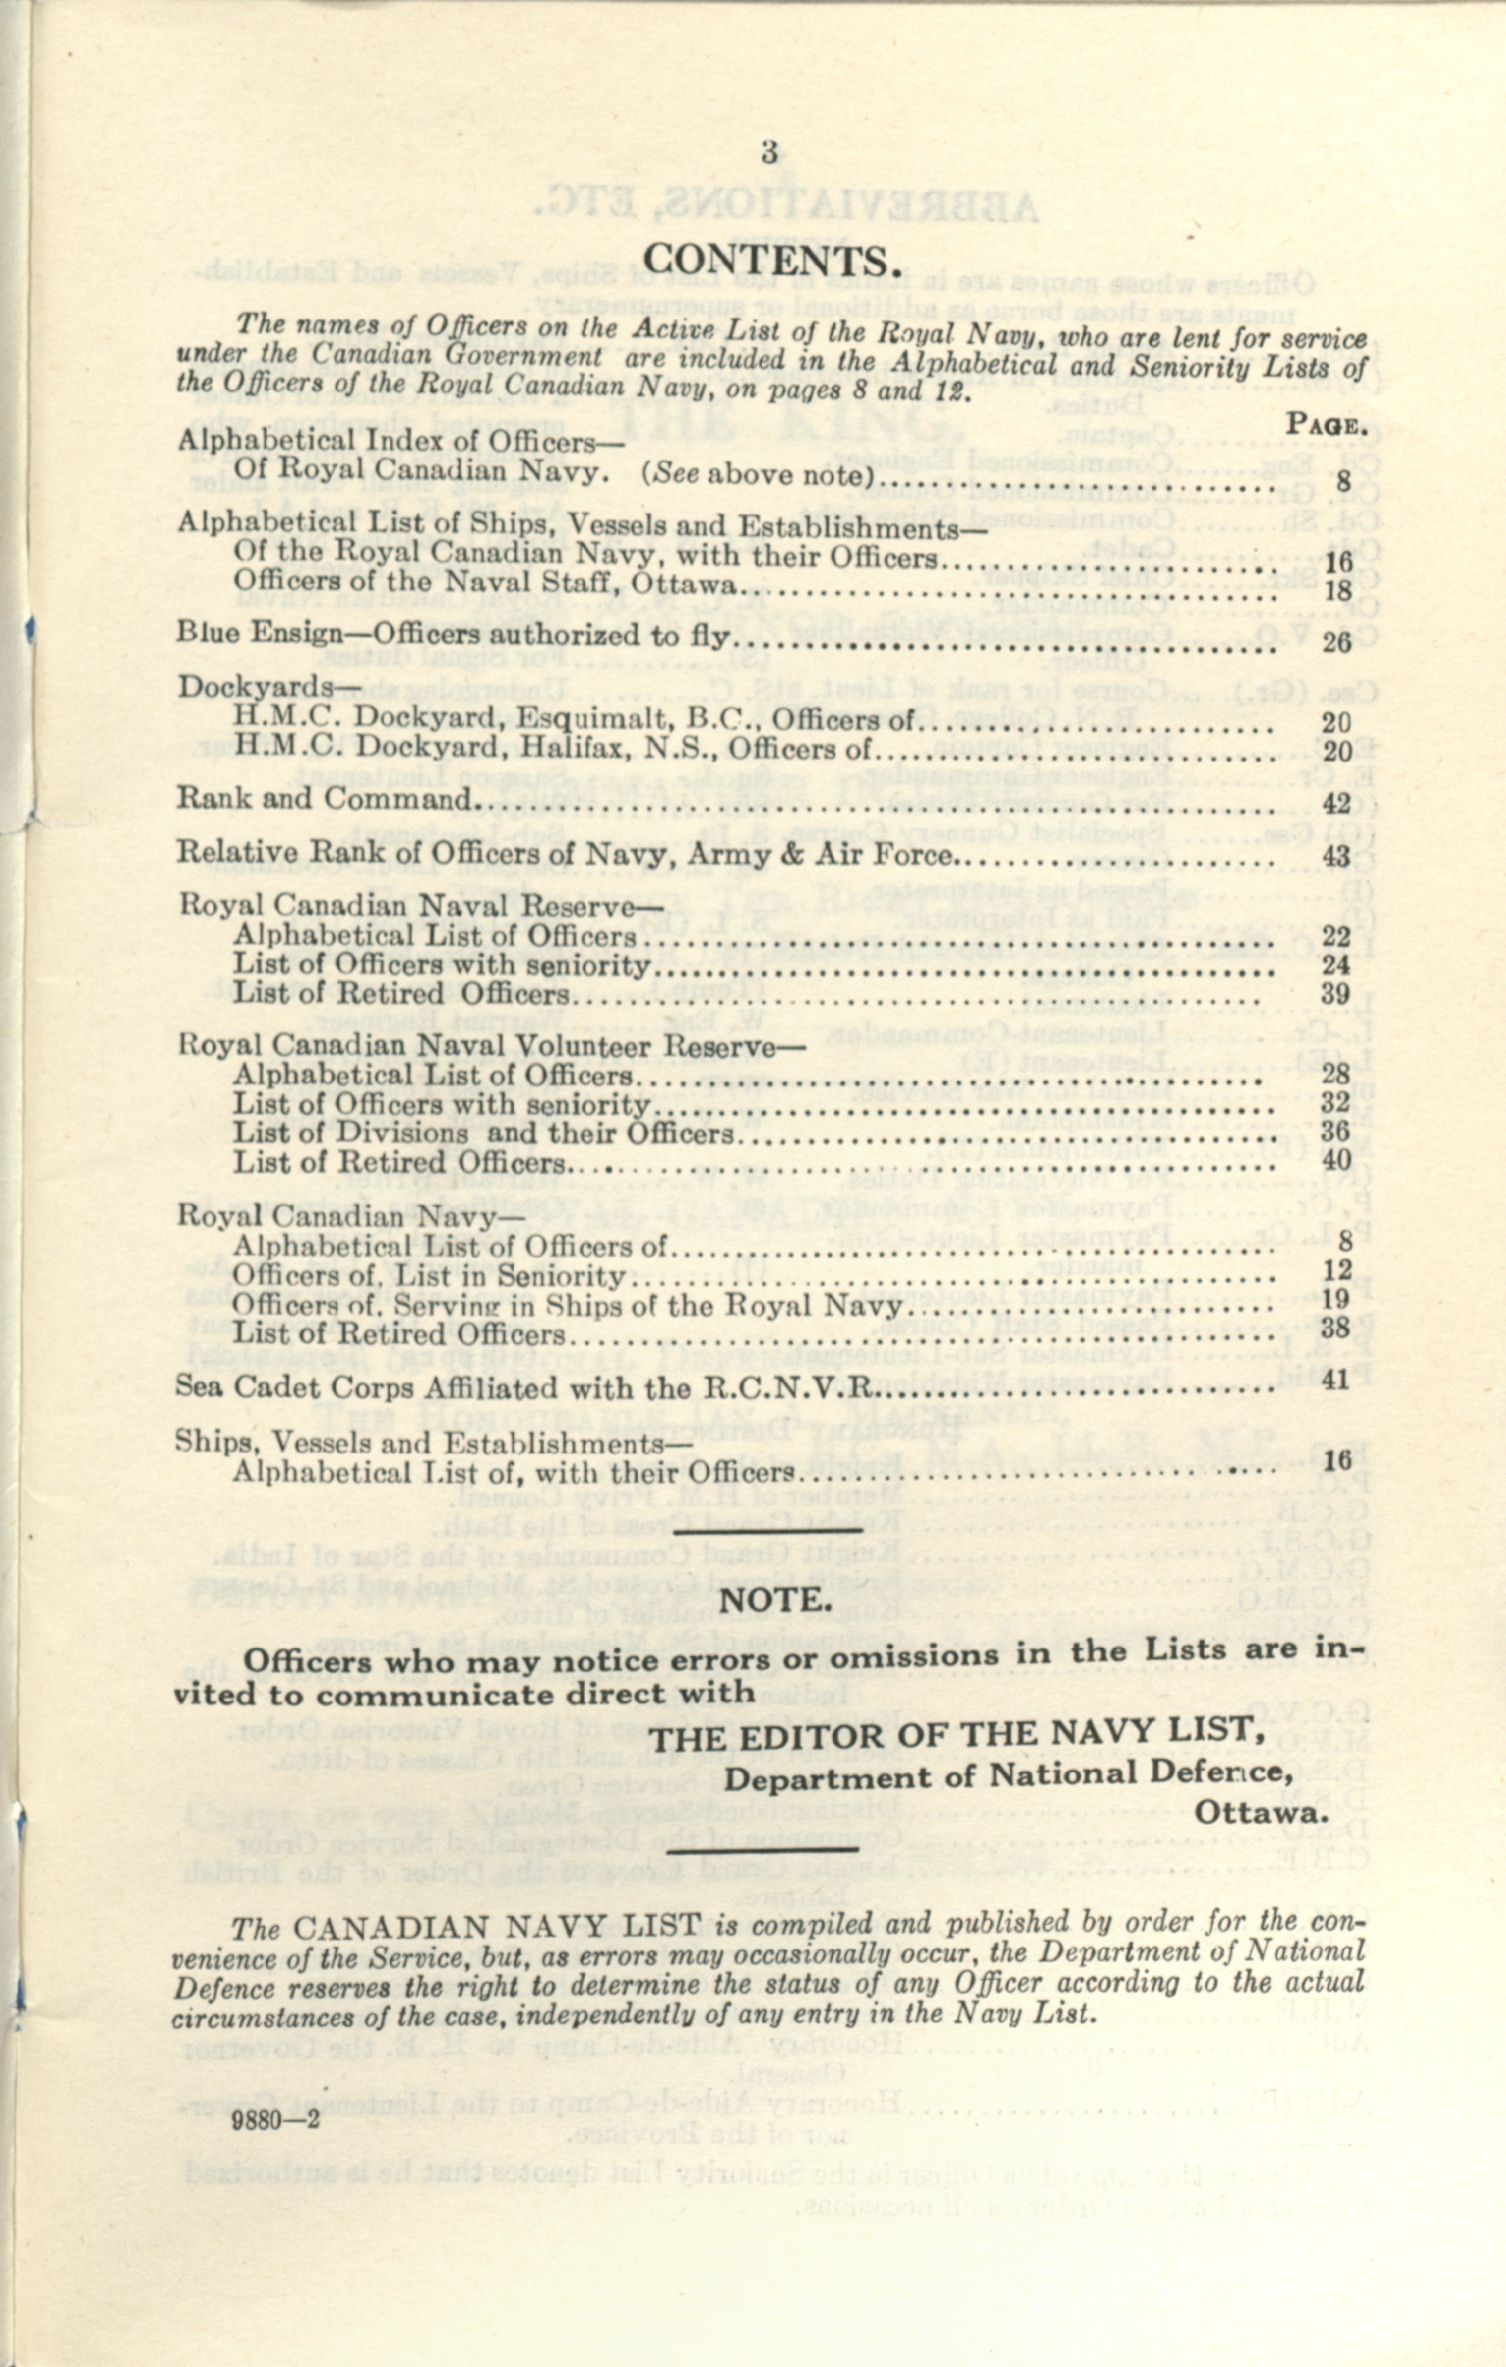 3
CONTENTS.
The names of Officers on the Active List of the Royal Navy, who are lent for service
under the Canadian Government are included in the Alphabetical and Seniority Lists of
the Officers of the Royal Canadian Navy, on pages 8 and 12.
PAGE.
Alphabetical Index of Officers—
Of Royal Canadian Navy. (See above note)........................... 8
Alphabetical List of Ships, Vessels and Establishments—
Of the Royal Canadian Navy, with their Officers....................... 16
Officers of the Naval Staff, Ottawa..................................... 18
Blue Ensign—Officers authorized to fly..................................... 26
Dockyards—
H.M.C. Dockyard, Esquimalt, B.C., Officers of......................... 20
H.M.C. Dockyard, Halifax, N.S., Officers of............................ 20
Rank and Command....................................................... 42
Relative Rank of Officers of Navy, Army & Air Force...................... 43
Royal Canadian Naval Reserve—
Alphabetical List of Officers............................................ 22
List of Officers with seniority........................................... 24
List of Retired Officers................................................ 39
Royal Canadian Naval Volunteer Reserve—
Alphabetical List of Officers............................................ 28
List of Officers with seniority........................................... 32
List of Divisions and their Officers..................................... 36
List of Retired Officers................................................ 40
Royal Canadian Navy—
Alphabetical List of Officers of.......................................... 8
Officers of, List in Seniority............................................ 12
Officers of, Serving in Ships of the Royal Navy......................... 19
List of Retired Officers................................................ 38
Sea Cadet Corps Affiliated with the R.C.N.V.R............................ 41
Ships, Vessels and Establishments—
Alphabetical List of, with their Officers................................. 16
NOTE.
Officers who may notice errors or omissions in the Lists are in-
vited to communicate direct with
THE EDITOR OF THE NAVY LIST,
Department of National Defence,
Ottawa.
The CANADIAN NAVY LIST is compiled and published by order for the con-
venience of the Service, but, as errors may occasionally occur, the Department of National
Defence reserves the right to determine the status of any Officer according to the actual
circumstances of the case, independently of any entry in the Navy List.
9880—2